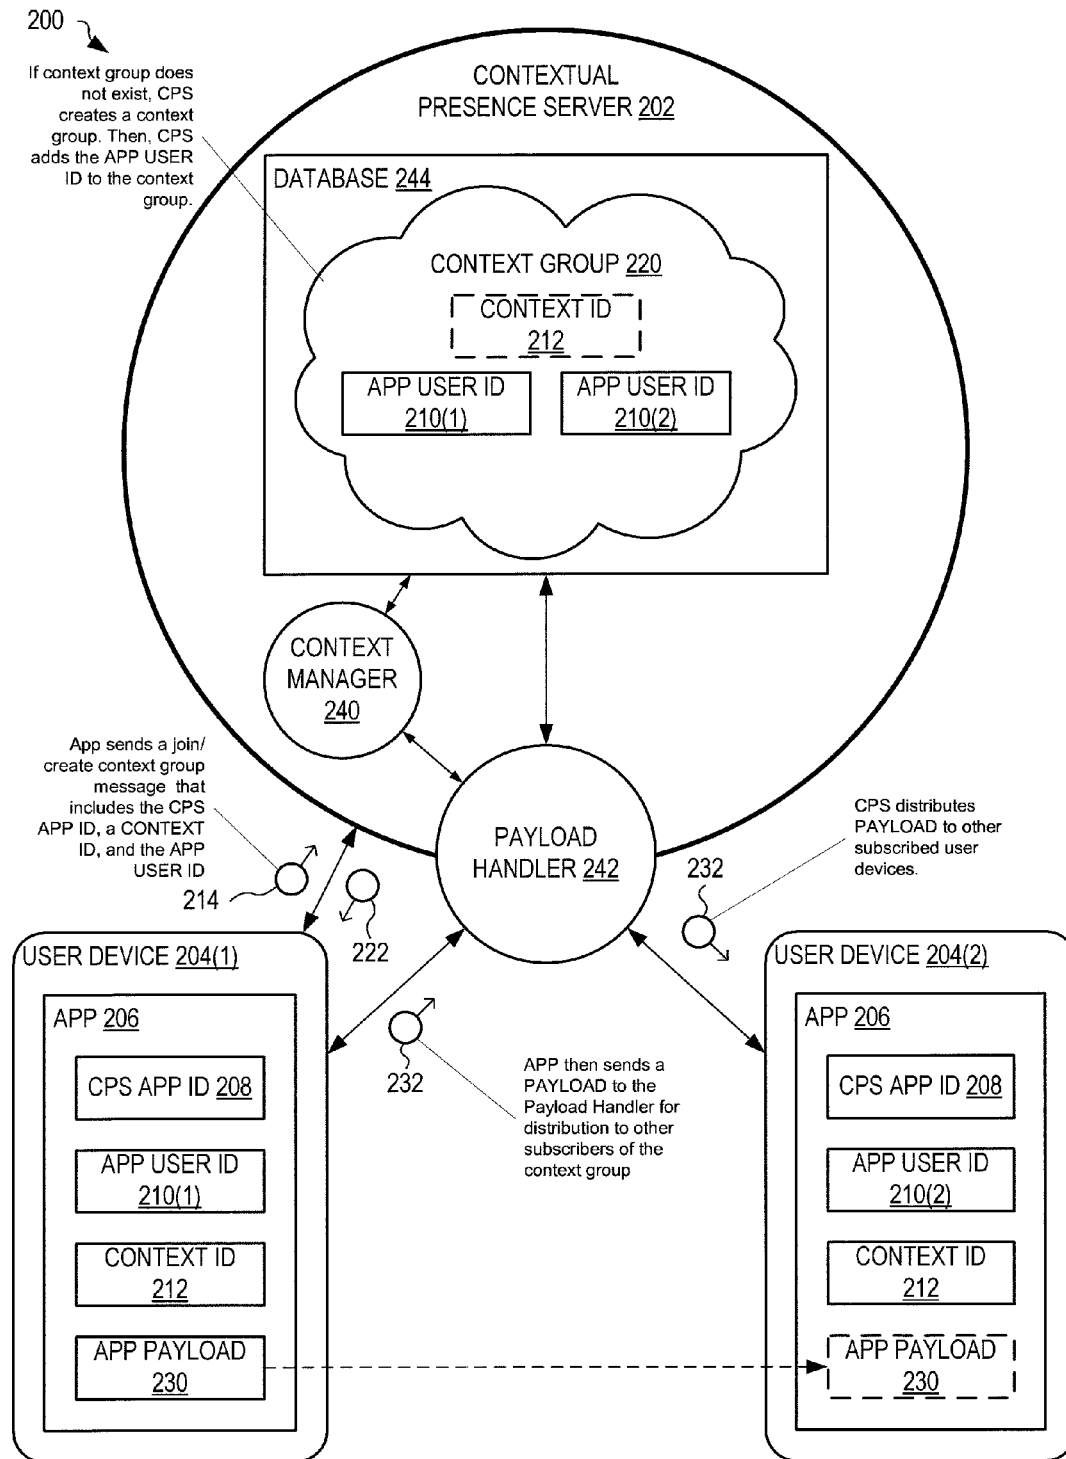 200
If context group does
not exist, CPS
creates a context
group. Then, CPS
adds the APP USER
ID to the context
group.
CONTEXTUAL
PRESENCE SERVER 202
DATABASE 244
CONTEXT GROUP 220
CONTEXT ID
212
APP USER ID
210(1)
APP USER ID
210(2)
CONTEXT
MANAGER
240
App sends a join/
create context group
message that
includes the CPS
APP ID, a CONTEXT
ID, and the APP
USER ID
214
222
PAYLOAD
HANDLER 242
CPS distributes
PAYLOAD to other
subscribed user
devices.
232
232
APP then sends a
PAYLOAD to the
Payload Handler for
distribution to other
subscribers of the
context group
USER DEVICE 204(1)
APP 206
CPS APP ID 208
APP USER ID
210(1)
CONTEXT ID
212
APP PAYLOAD
230
USER DEVICE 204(2)
APP 206
CPS APP ID 208
APP USER ID
210(2)
CONTEXT ID
212
APP PAYLOAD
230